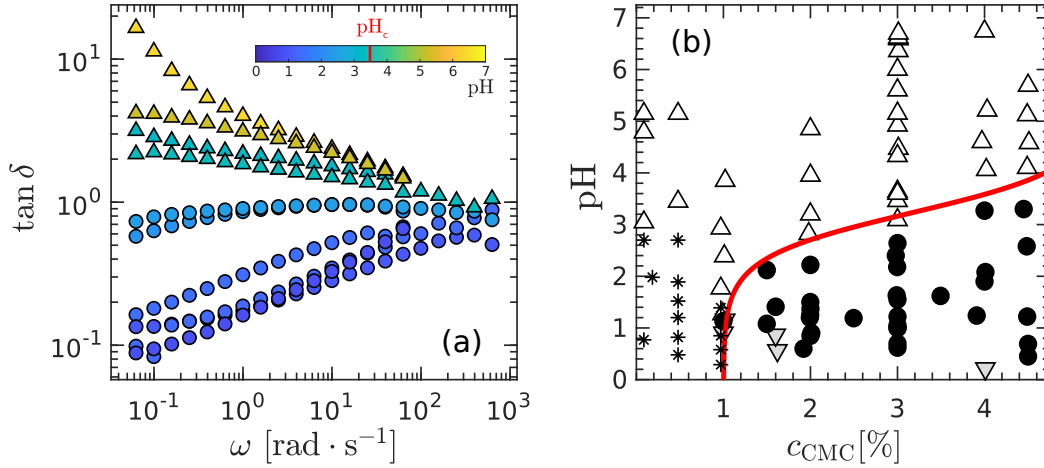 (a)
pH_c
0 1 2 3 4 5 6 7
pH
tan δ
10^1
10^0
10^-1
10^-1 10^0 10^1 10^2 10^3
ω [rad · s^-1]
(b)
pH
7
6
5
4
3
2
1
0
1 2 3 4
c_CMC[%]